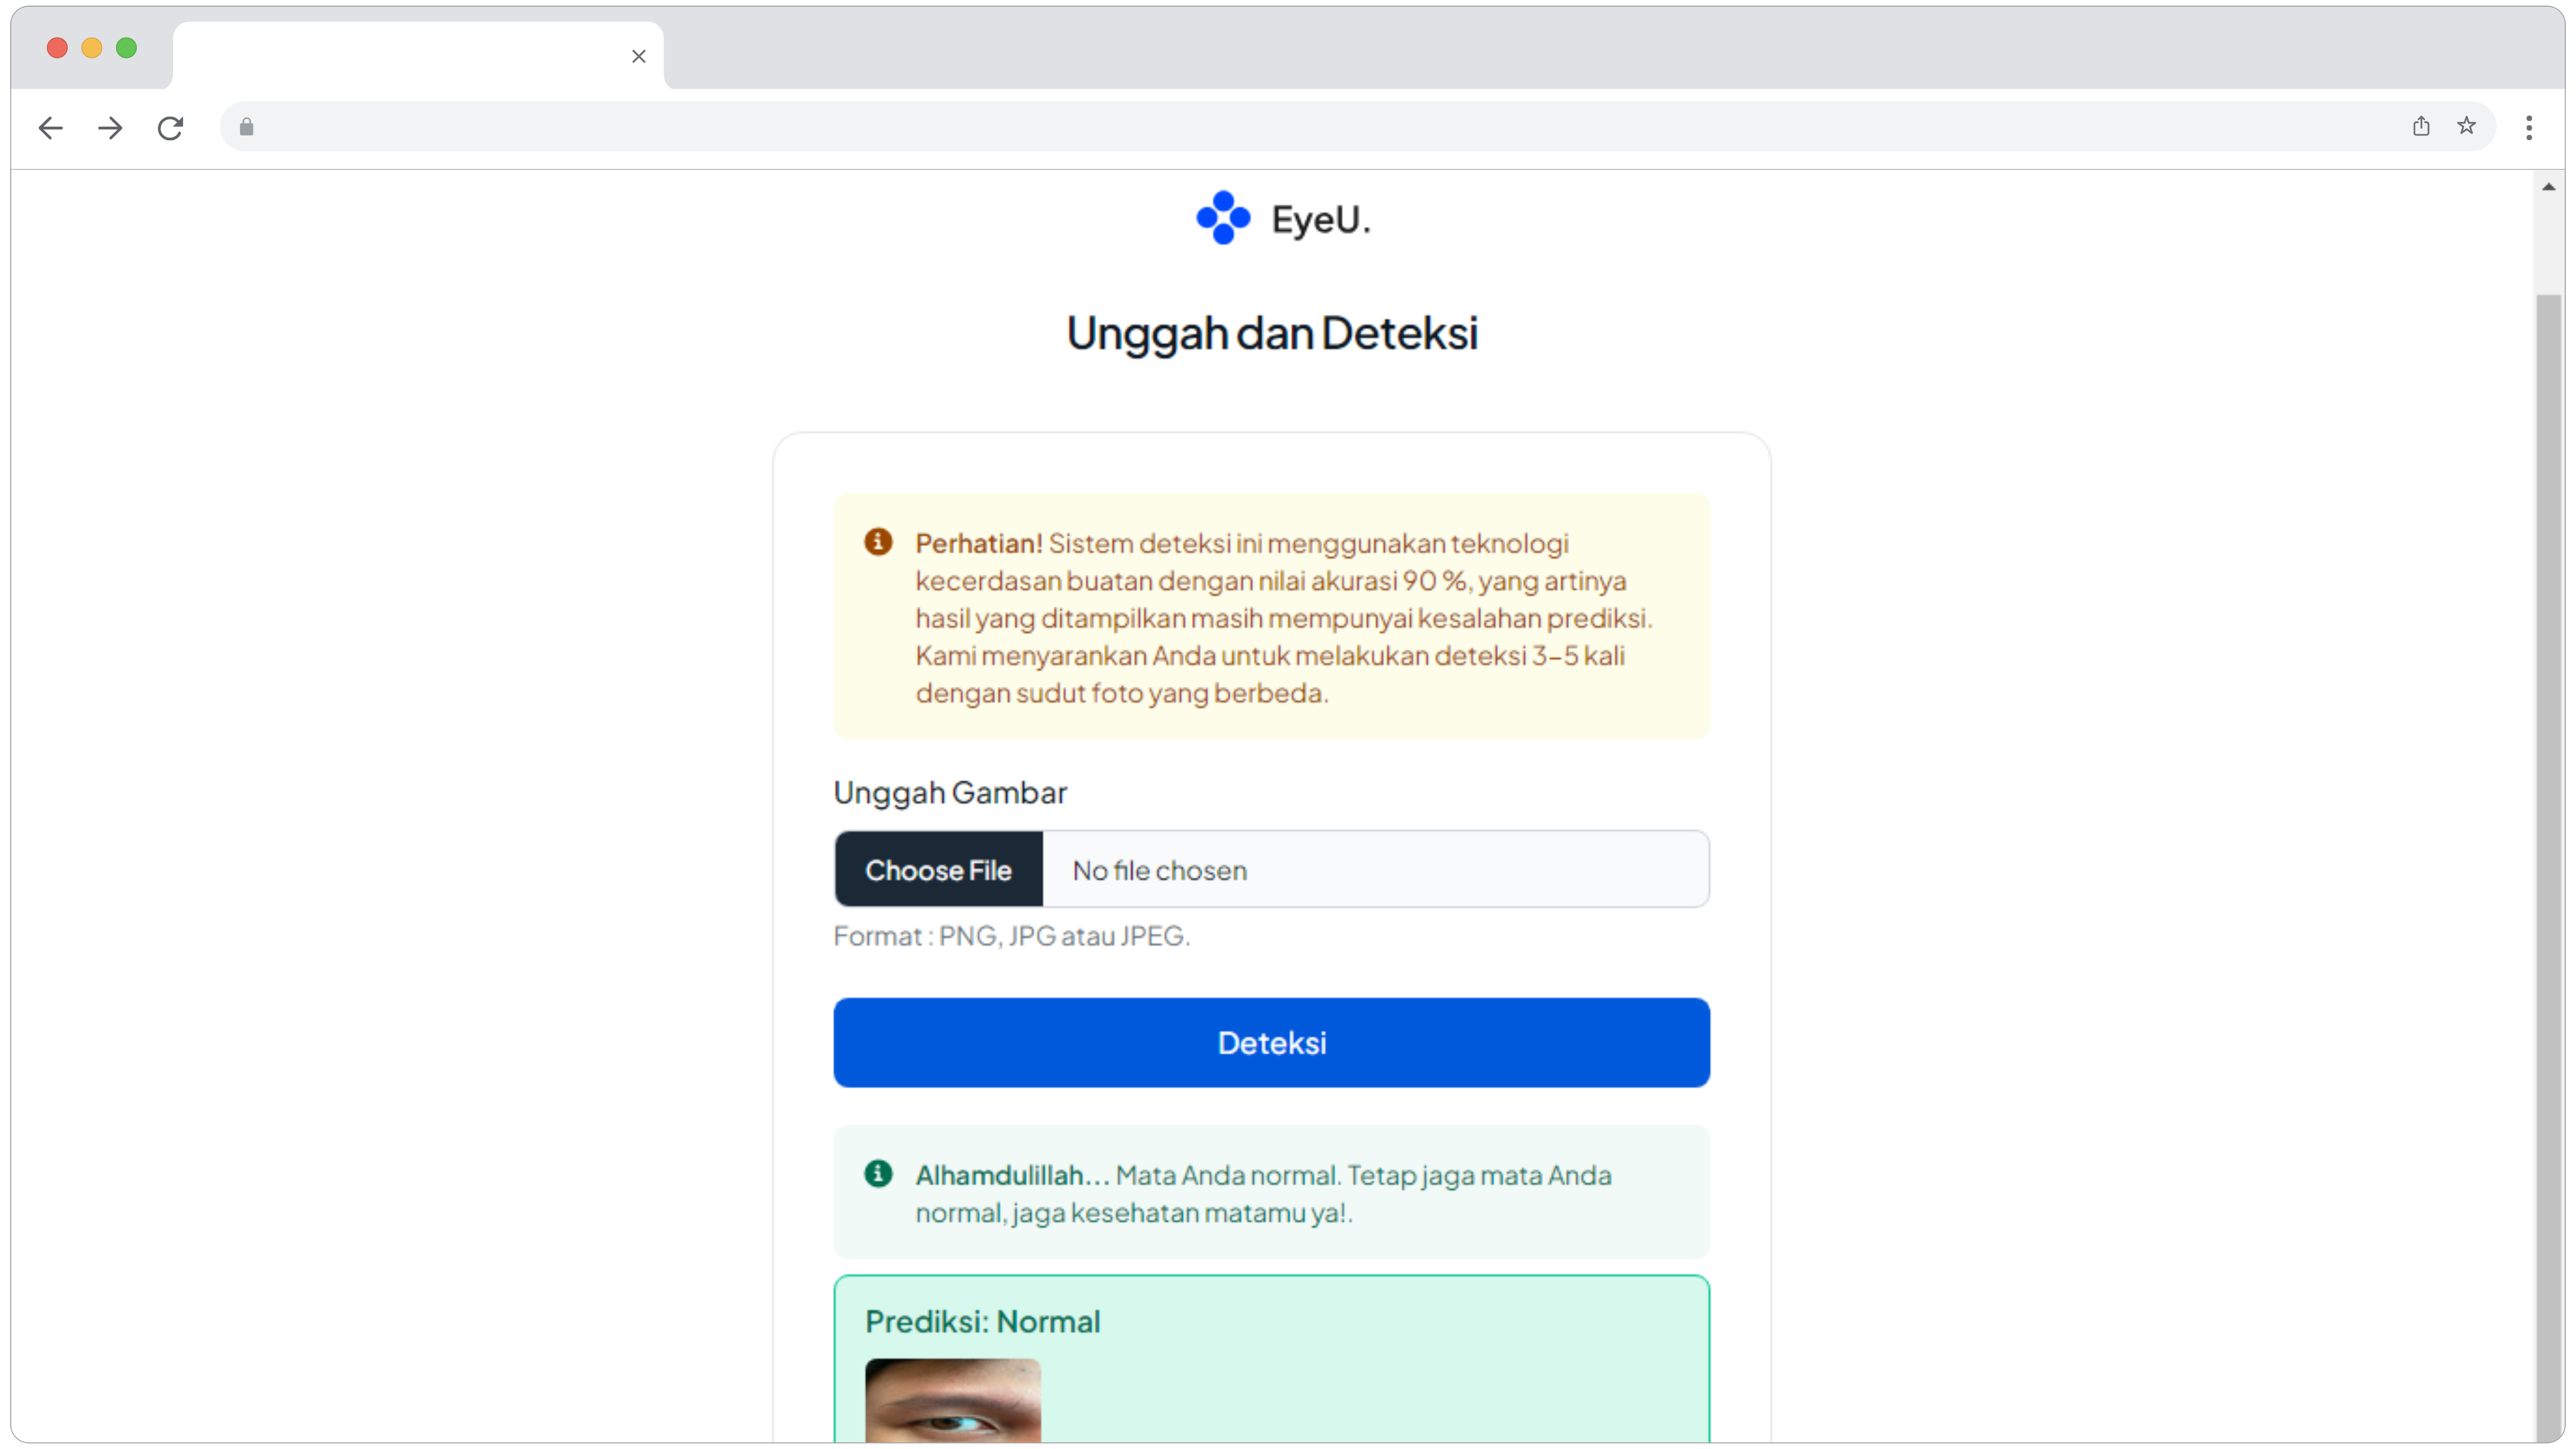 EyeU.
Unggah dan Deteksi
Perhatian! Sistem deteksi ini menggunakan teknologi
kecerdasan buatan dengan nilai akurasi 90 %, yang artinya
hasil yang ditampilkan masih mempunyai kesalahan prediksi.
Kami menyarankan Anda untuk melakukan deteksi 3-5 kali
dengan sudut foto yang berbeda.
Unggah Gambar
Choose File No file chosen
Format : PNG, JPG atau JPEG.
Deteksi
Alhamdulillah... Mata Anda normal. Tetap jaga mata Anda
normal, jaga kesehatan matamu ya!.
Prediksi: Normal